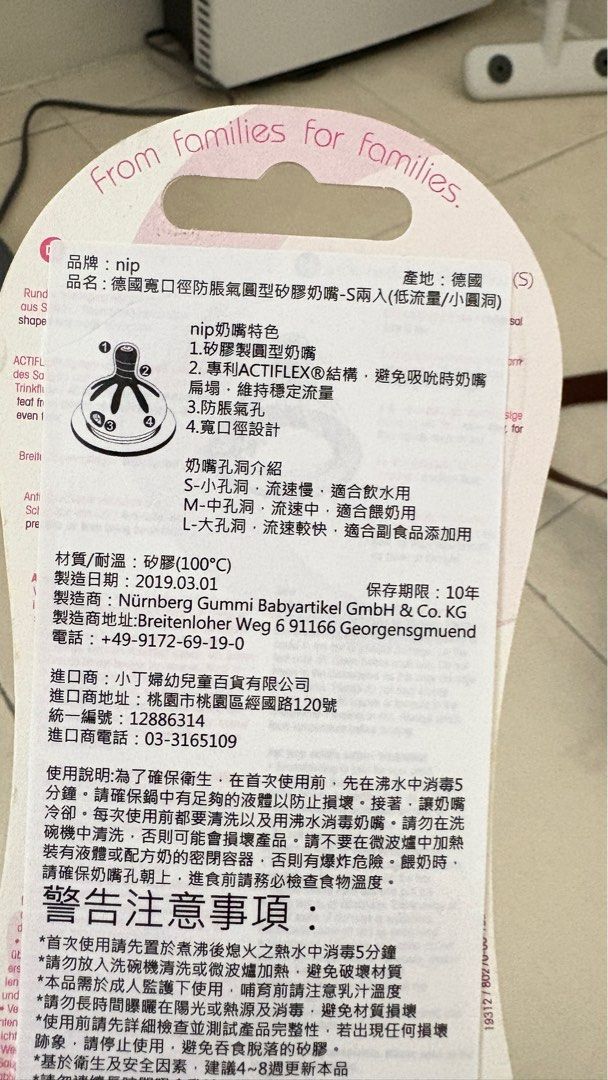 From families for families.
品牌：nip
產地：德國
(S)
品名：德國寬口徑防脹氣圓型矽膠奶嘴-S兩入(低流量/小圓洞)
nip奶嘴特色
1.矽膠製圓型奶嘴
2. 專利ACTIFLEX®結構，避免吸吮時奶嘴
扁塌，維持穩定流量
3.防脹氣孔
4.寬口徑設計
1
2
3
4
奶嘴孔洞介紹
S-小孔洞，流速慢，適合飲水用
M-中孔洞，流速中，適合餵奶用
L-大孔洞，流速較快，適合副食品添加用
材質/耐溫：矽膠(100°C)
製造日期：2019.03.01
保存期限：10年
製造商：Nürnberg Gummi Babyartikel GmbH & Co. KG
製造商地址:Breitenloher Weg 6 91166 Georgensgmuend
電話：+49-9172-69-19-0
進口商：小丁婦幼兒童百貨有限公司
進口商地址：桃園市桃園區經國路120號
統一編號：12886314
進口商電話：03-3165109
使用說明:為了確保衛生，在首次使用前，先在沸水中消毒5
分鐘。請確保鍋中有足夠的液體以防止損壞。接著，讓奶嘴
冷卻。每次使用前都要清洗以及用沸水消毒奶嘴。請勿在洗
碗機中清洗，否則可能會損壞產品。請不要在微波爐中加熱
裝有液體或配方奶的密閉容器，否則有爆炸危險。餵奶時，
請確保奶嘴孔朝上，進食前請務必檢查食物溫度。
警告注意事項：
*首次使用請先置於煮沸後熄火之熱水中消毒5分鐘
*請勿放入洗碗機清洗或微波爐加熱，避免破壞材質
*本品需於成人監護下使用，哺育前請注意乳汁溫度
*請勿長時間曝曬在陽光或熱源及消毒，避免材質損壞
*使用前請先詳細檢查並測試產品完整性，若出現任何損壞
跡象，請停止使用，避免吞食脫落的矽膠。
*基於衛生及安全因素，建議4~8週更新本品